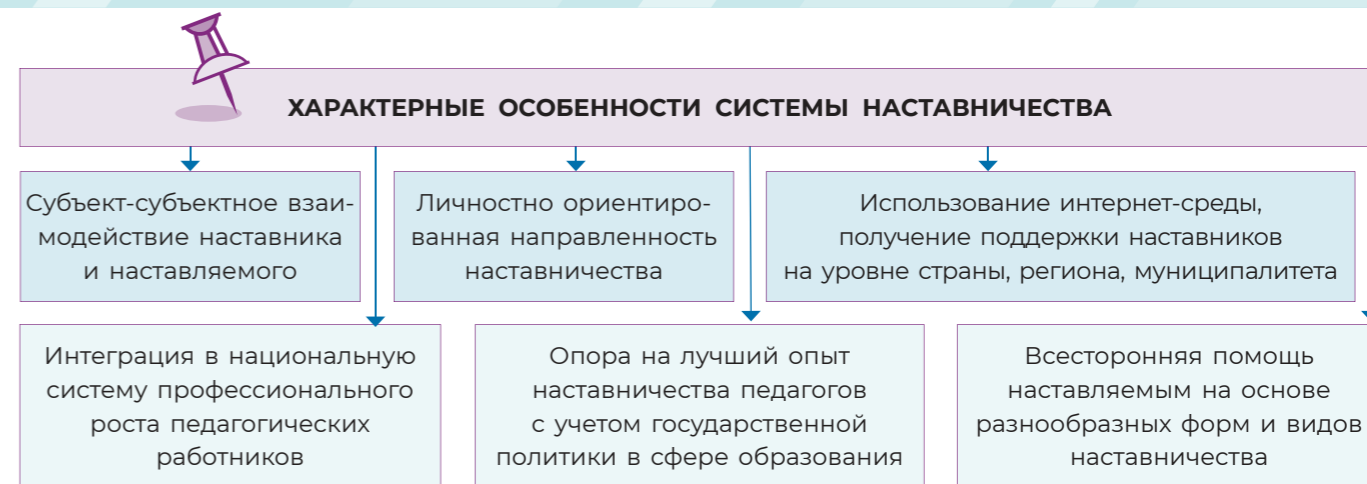 ХАРАКТЕРНЫЕ ОСОБЕННОСТИ СИСТЕМЫ НАСТАВНИЧЕСТВА
Субъект-субъектное взаи-
модействие наставника
и наставляемого
Личностно ориентиро-
ванная направленность
наставничества
Использование интернет-среды,
получение поддержки наставников
на уровне страны, региона, муниципалитета
Интеграция в национальную
систему профессионального
роста педагогических
работников
Опора на лучший опыт
наставничества педагогов
с учетом государственной
политики в сфере образования
Всесторонняя помощь
наставляемым на основе
разнообразных форм и видов
наставничества